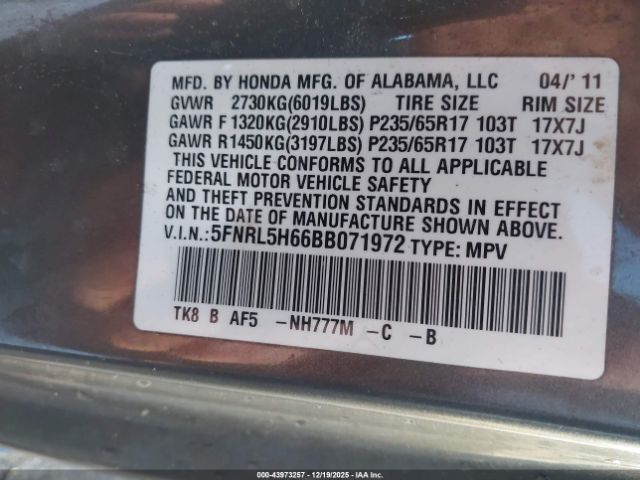 MFD. BY HONDA MFG. OF ALABAMA, LLC 04/' 11
GVWR 2730KG(6019LBS) TIRE SIZE RIM SIZE
GAWR F 1320KG(2910LBS) P235/65R17 103T 17X7J
GAWR R1450KG(3197LBS) P235/65R17 103T 17X7J
THIS VEHICLE CONFORMS TO ALL APPLICABLE
FEDERAL MOTOR VEHICLE SAFETY
AND THEFT PREVENTION STANDARDS IN EFFECT
ON THE DATE OF MANUFACTURE SHOWN ABOVE.
V.I.N.: 5FNRL5H66BB071972 TYPE: MPV
TK8 B AF5 -NH777M -C -B
000-43973257 - 12/19/2025 - IAAI.COM